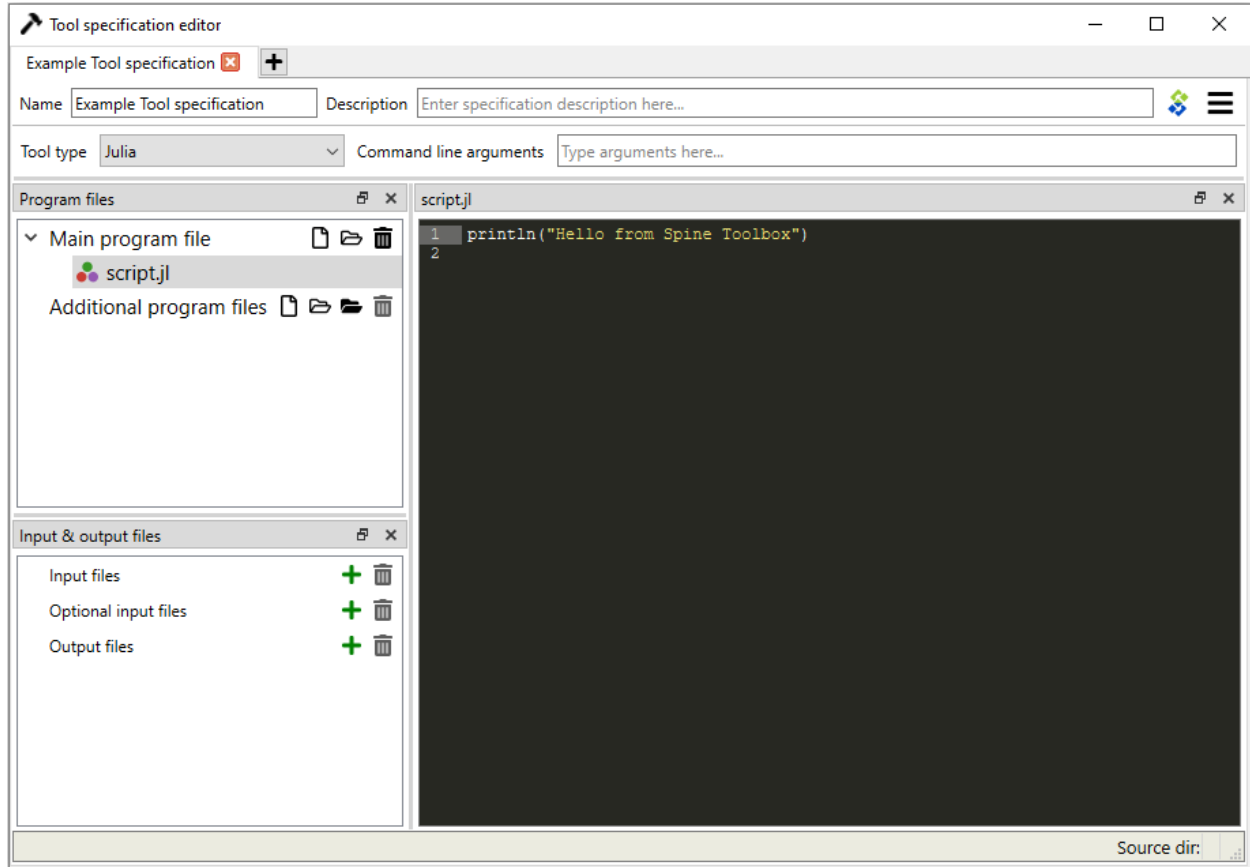 Tool specification editor
Example Tool specification
Name Example Tool specification Description Enter specification description here...
Tool type Julia Command line arguments Type arguments here...
Program files
Main program file
script.jl
Additional program files
script.jl
1 println("Hello from Spine Toolbox")
2
Input & output files
Input files
Optional input files
Output files
Source dir: